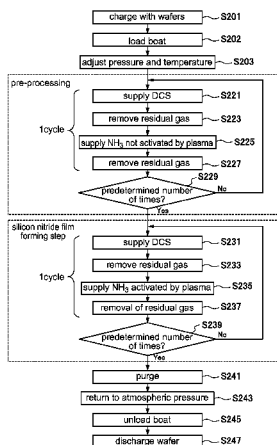 charge with wafers S201
load boat S202
adjust pressure and temperature S203
pre-processing
supply DCS S221
remove residual gas S223
1cycle
supply NH3 not activated by plasma S225
remove residual gas S227
S229
predetermined number of times? No
Yes
silicon nitride film forming step
supply DCS S231
remove residual gas S233
1cycle
supply NH3 activated by plasma S235
removal of residual gas S237
S239
predetermined number of times? No
Yes
purge S241
return to atmospheric pressure S243
unload boat S245
discharge wafer S247